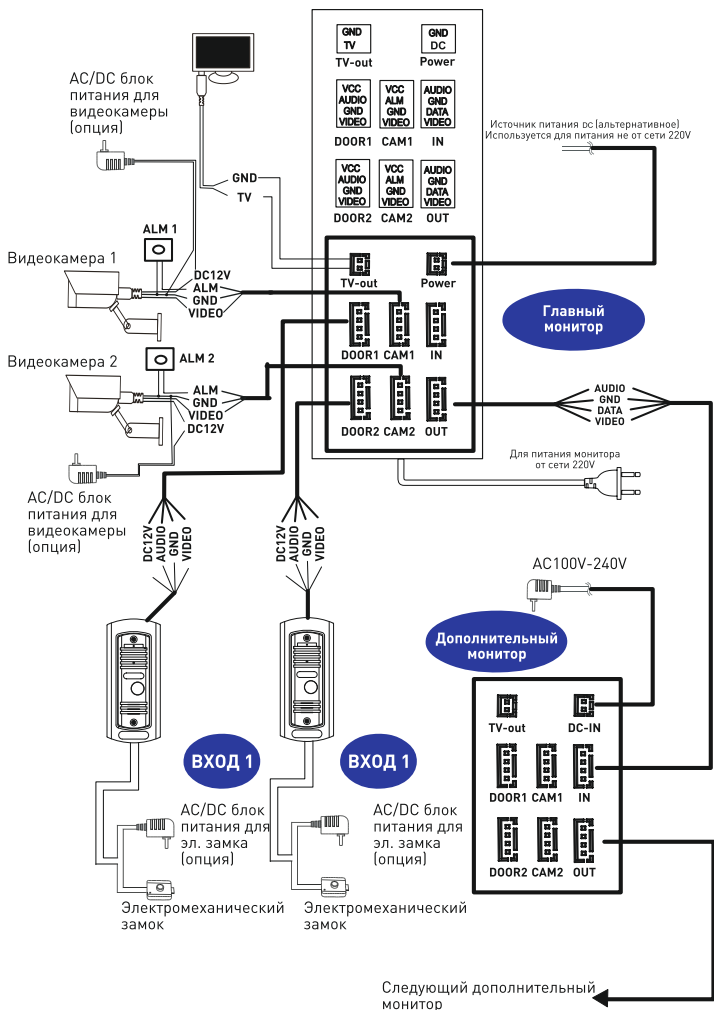 GND
TV
TV-out
GND
DC
Power
VCC
AUDIO
GND
VIDEO
DOOR1
VCC
ALM
GND
VIDEO
CAM1
AUDIO
GND
DATA
VIDEO
IN
VCC
AUDIO
GND
VIDEO
DOOR2
VCC
ALM
GND
VIDEO
CAM2
AUDIO
GND
DATA
VIDEO
OUT
AC/DC блок
питания для
видеокамеры
(опция)
Источник питания DC (альтернативное)
Используется для питания не от сети 220V
GND
TV
ALM 1
Видеокамера 1
DC12V
ALM
GND
VIDEO
TV-out
Power
Главный
монитор
DOOR1 CAM1 IN
Видеокамера 2
ALM 2
ALM
GND
VIDEO
DC12V
DOOR2 CAM2 OUT
AUDIO
GND
DATA
VIDEO
Для питания монитора
от сети 220V
AC/DC блок
питания для
видеокамеры
(опция)
DC12V
AUDIO
GND
VIDEO
DC12V
AUDIO
GND
VIDEO
AC100V-240V
Дополнительный
монитор
TV-out
DC-IN
DOOR1 CAM1 IN
DOOR2 CAM2 OUT
ВХОД 1
ВХОД 1
AC/DC блок
питания для
эл. замка
(опция)
AC/DC блок
питания для
эл. замка
(опция)
Электромеханический
замок
Электромеханический
замок
Следующий дополнительный
монитор